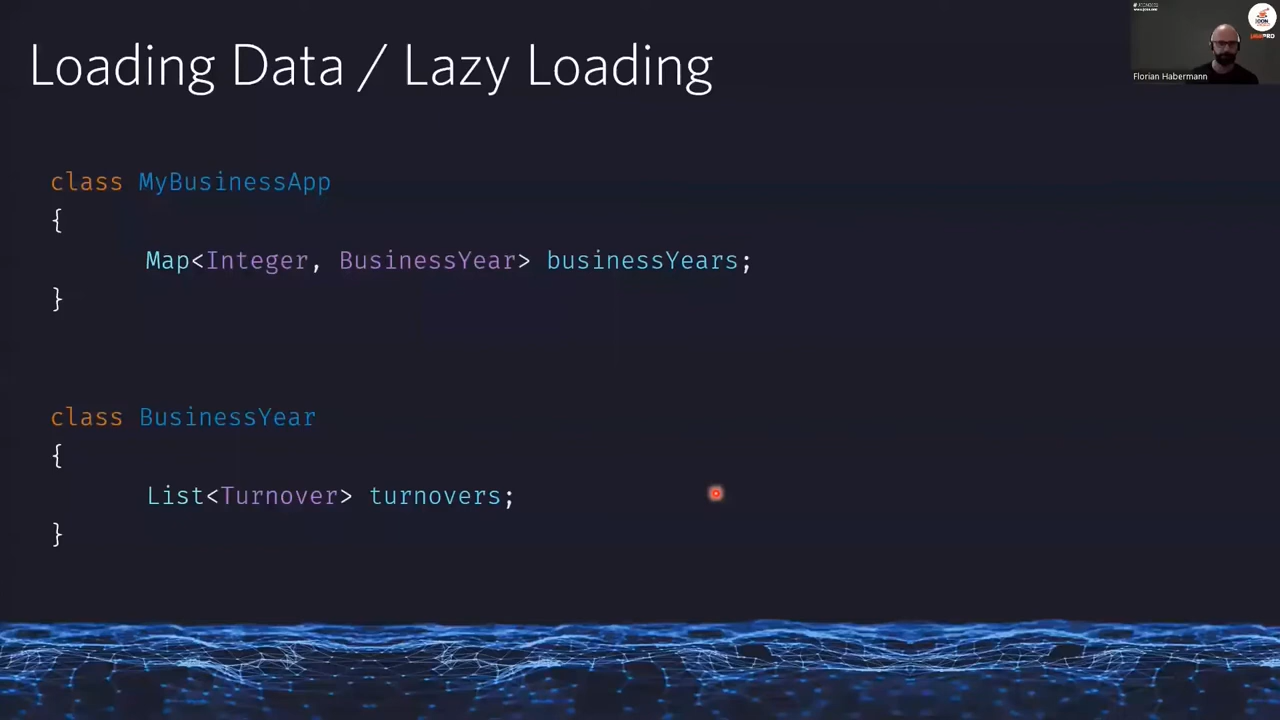 Loading Data / Lazy Loading
class MyBusinessApp
{
Map<Integer, BusinessYear> businessYears;
}
class BusinessYear
{
List<Turnover> turnovers;
}
Florian Habermann